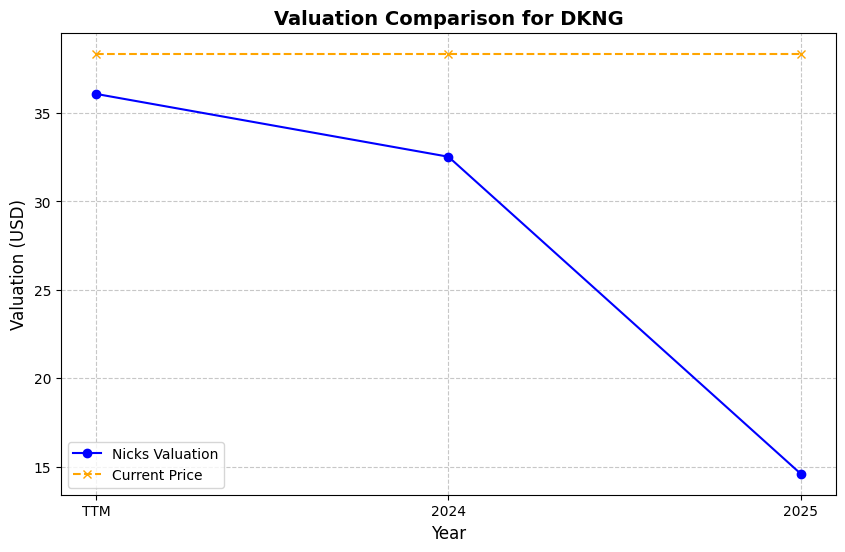 Valuation Comparison for DKNG
Valuation (USD)
35
30
25
20
15
Nicks Valuation
Current Price
TTM
2024
2025
Year